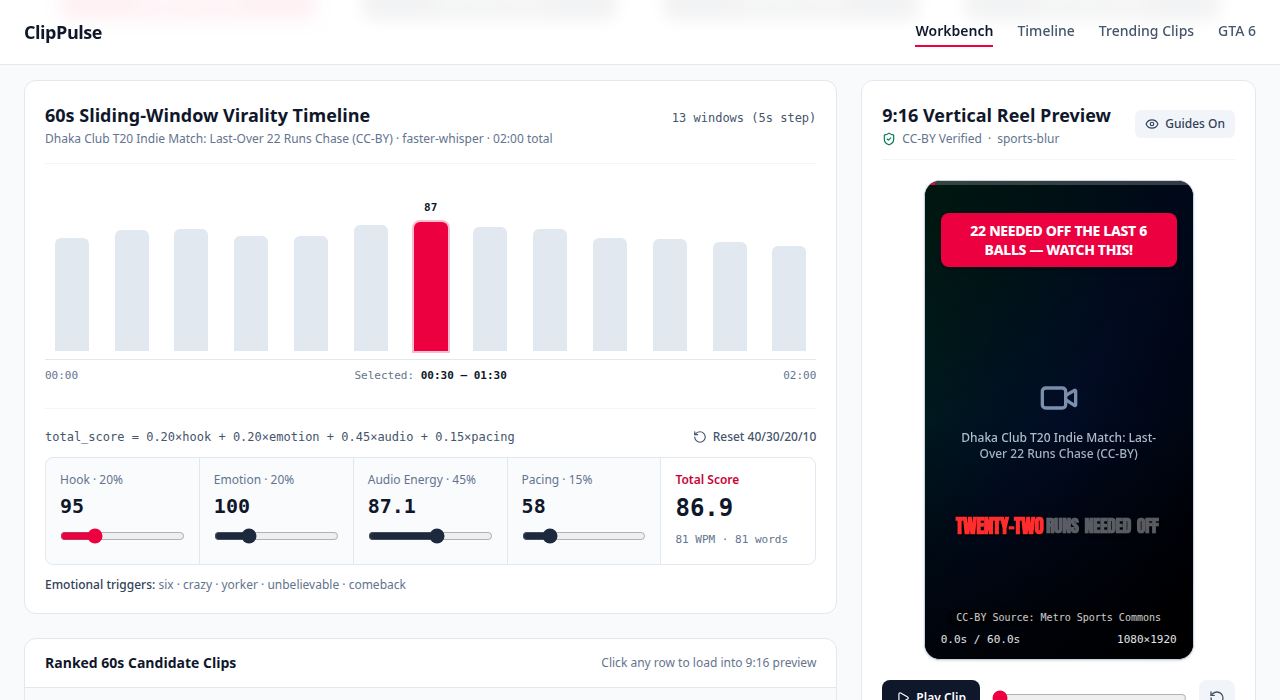 ClipPulse
Workbench
Timeline
Trending Clips
GTA 6
60s Sliding-Window Virality Timeline
13 windows (5s step)
Dhaka Club T20 Indie Match: Last-Over 22 Runs Chase (CC-BY) · faster-whisper · 02:00 total
87
00:00
Selected: 00:30 — 01:30
02:00
total_score = 0.20×hook + 0.20×emotion + 0.45×audio + 0.15×pacing
Reset 40/30/20/10
Hook · 20%
95
Emotion · 20%
100
Audio Energy · 45%
87.1
Pacing · 15%
58
Total Score
86.9
81 WPM · 81 words
Emotional triggers: six · crazy · yorker · unbelievable · comeback
Ranked 60s Candidate Clips
Click any row to load into 9:16 preview
9:16 Vertical Reel Preview
CC-BY Verified · sports-blur
Guides On
22 NEEDED OFF THE LAST 6
BALLS — WATCH THIS!
Dhaka Club T20 Indie Match: Last-
Over 22 Runs Chase (CC-BY)
TWENTY-TWO RUNS NEEDED OFF
CC-BY Source: Metro Sports Commons
0.0s / 60.0s
1080×1920
Play Clip